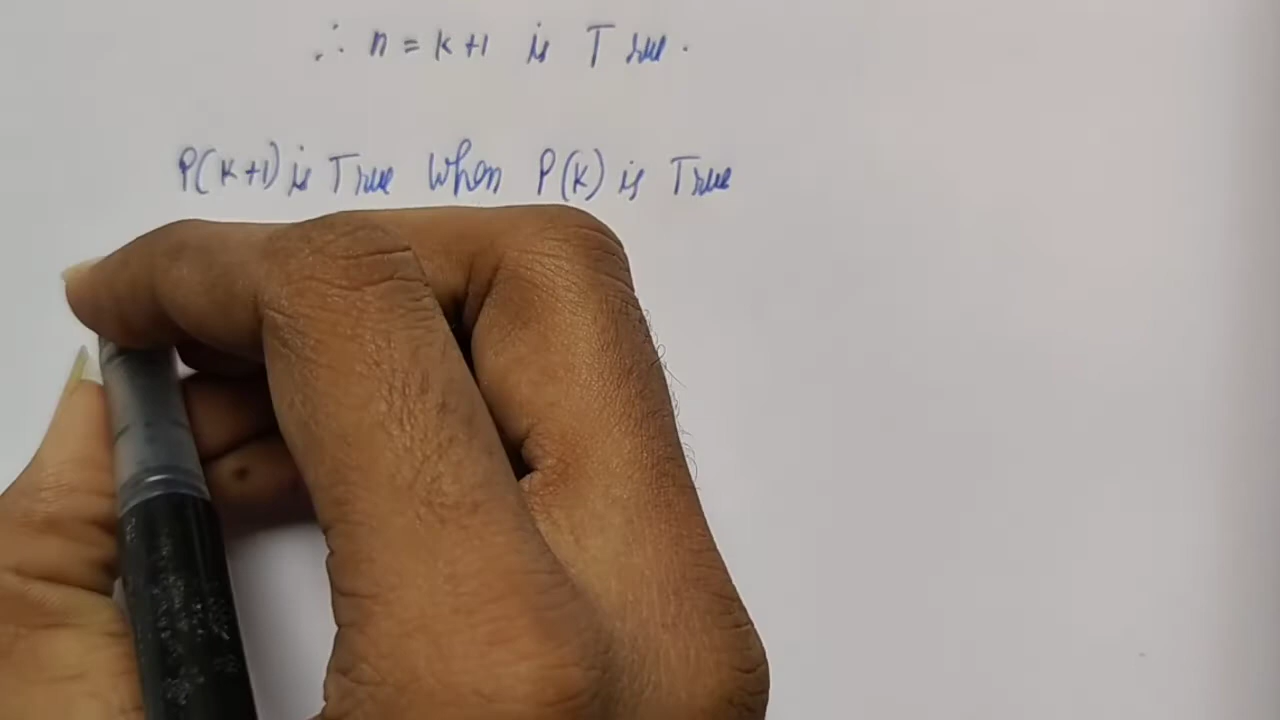 ∴ n = k+1 is True.
P(k+1) is True when P(k) is True